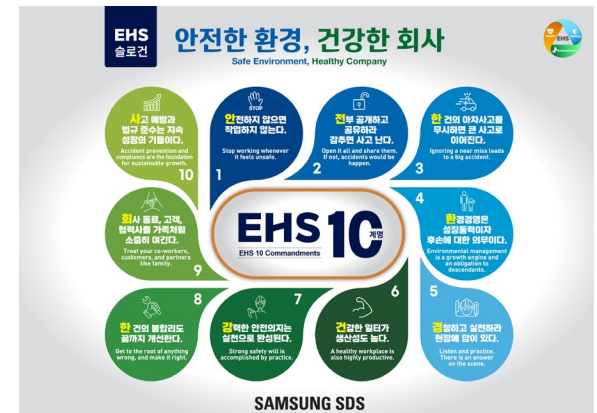 EHS
슬로건
안전한 환경, 건강한 회사
Safe Environment, Healthy Company
EHS
STOP
안전하지 않으면
작업하지 않는다.
Stop working whenever
it feels unsafe.
1
전부 공개하고
공유하라
감추면 사고 난다.
Open it all and share them.
If not, accidents would be
happen.
2
한 건의 아차사고를
무시하면 큰 사고로
이어진다.
Ignoring a near miss leads
to a big accident.
3
4
환경경영은
성장동력이자
후손에 대한 의무이다.
Environmental management
is a growth engine and
an obligation to
descendants.
5
경청하고 실천하라
현장에 답이 있다.
Listen and practice.
There is an answer
on the scene.
6
건강한 일터가
생산성도 높다.
A healthy workplace is
also highly productive.
7
강력한 안전의지는
실천으로 완성된다.
Strong safety will is
accomplished by practice.
8
한 건의 불합리도
끝까지 개선한다.
Get to the root of anything
wrong, and make it right.
회사 동료, 고객,
협력사를 가족처럼
소중히 여긴다.
Treat your co-workers,
customers, and partners
like family.
9
사고 예방과
법규 준수는 지속
성장의 기틀이다.
Accident prevention and
compliance are the foundation
for sustainable growth.
10
EHS 10 계명
EHS 10 Commandments
SAMSUNG SDS